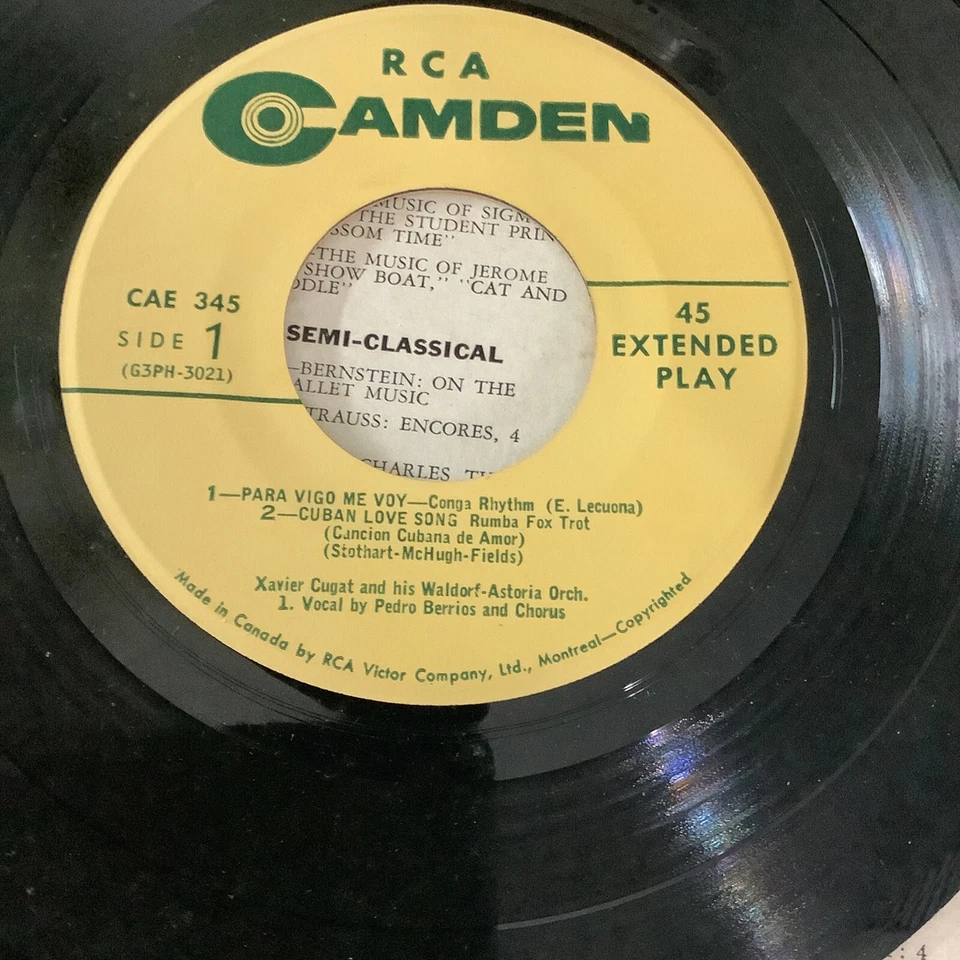 RCA
CAMDEN
MUSIC OF SIGM
THE STUDENT PRIN
SSOM TIME"
THE MUSIC OF JEROME
SHOW BOAT," "CAT AND
DDLE"
SEMI-CLASSICAL
—BERNSTEIN: ON THE
ALLET MUSIC
TRAUSS: ENCORES, 4
CHARLES
CAE 345
SIDE 1
(G3PH-3021)
45
EXTENDED
PLAY
1—PARA VIGO ME VOY—Conga Rhythm (E. Lecuona)
2—CUBAN LOVE SONG Rumba Fox Trot
(Cancion Cubana de Amor)
(Stothart-McHugh-Fields)
Xavier Cugat and his Waldorf-Astoria Orch.
1. Vocal by Pedro Berrios and Chorus
Made in Canada by RCA Victor Company, Ltd., Montreal—Copyrighted
: 4